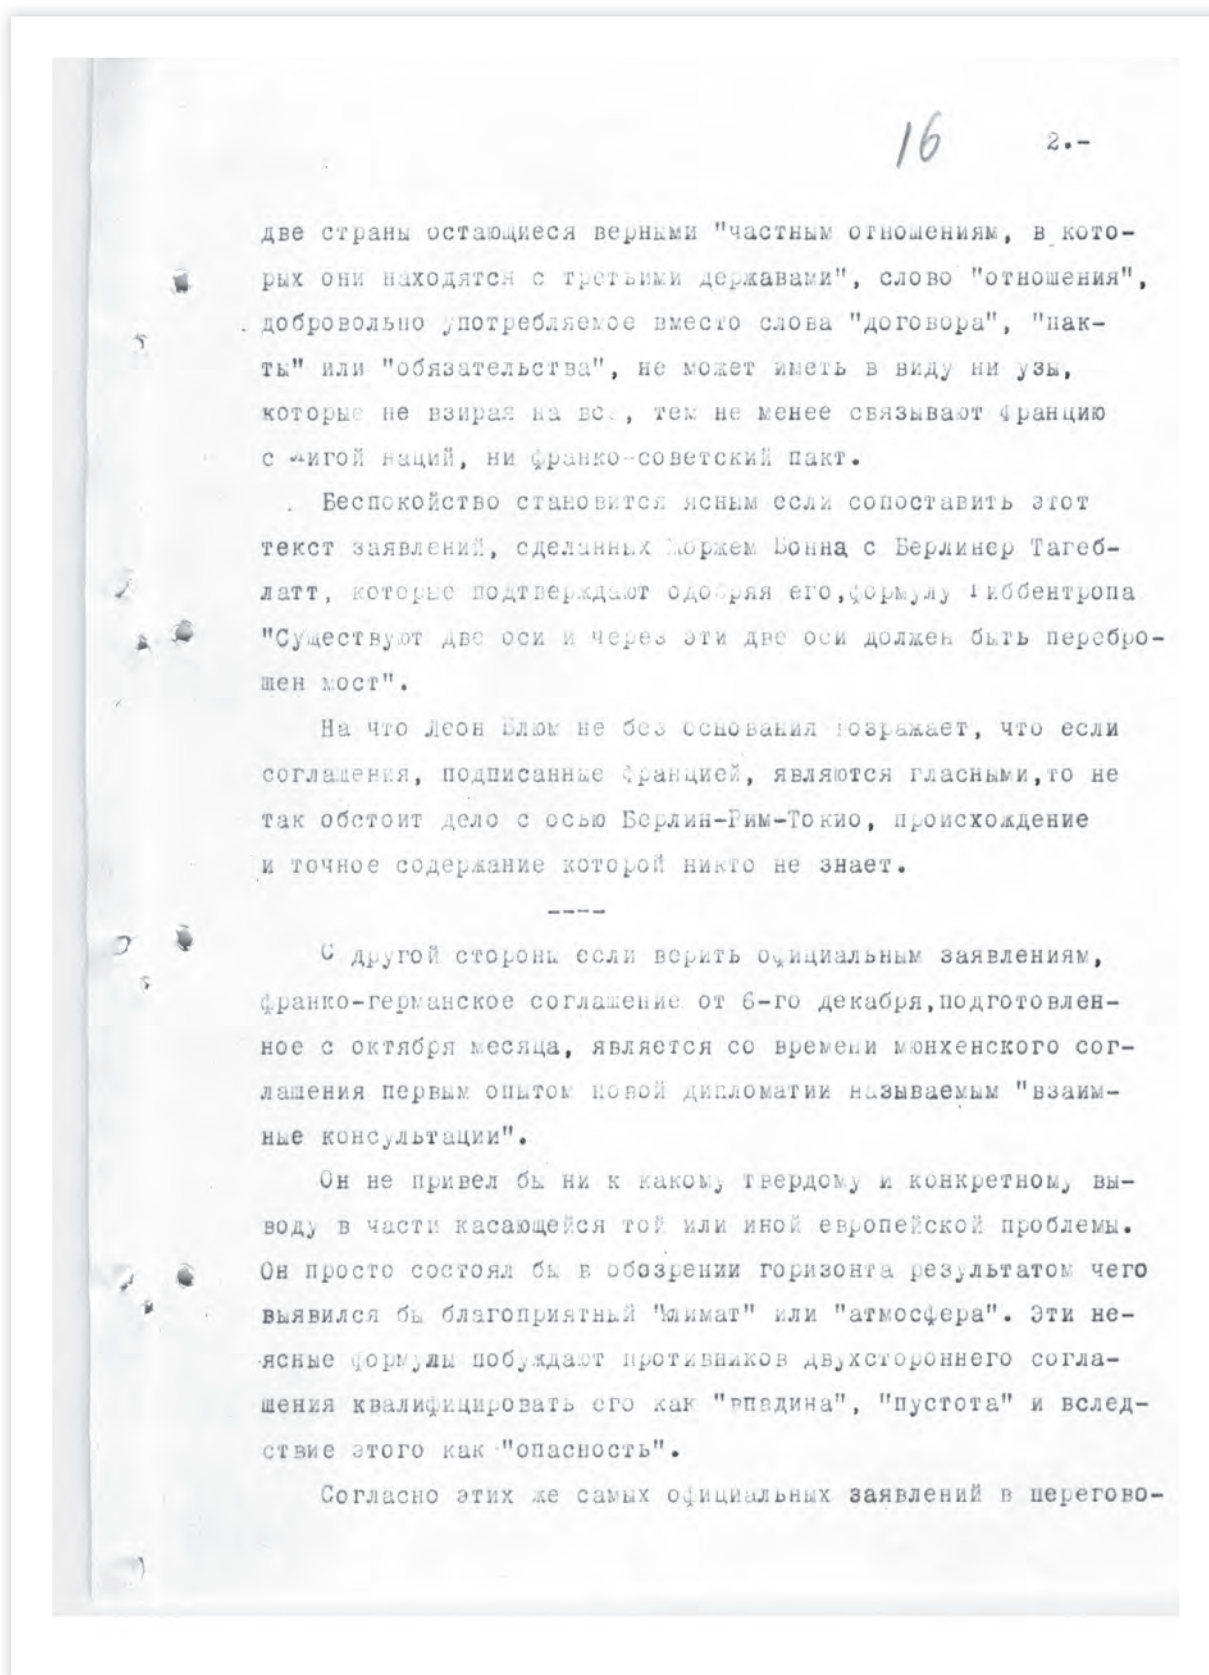 16 2.-
две страны остающиеся верными "частным отношениям, в кото-
рых они находятся с третьими державами", слово "отношения",
добровольно употребляемое вместо слова "договора", "пак-
ты" или "обязательства", не может иметь в виду ни узы,
которые не взирая на все, тем не менее связывают Францию
с Лигой наций, ни франко-советский пакт.
Беспокойство становится ясным если сопоставить этот
текст заявлений, сделанных Жоржем Бонна с Берлинер Тагеб-
латт, которые подтверждают одобряя его,формулу Риббентропа
"Существуют две оси и через эти две оси должен быть перебро-
шен мост".
На что Леон Блюм не без основания возражает, что если
соглашения, подписанные Францией, являются гласными,то не
так обстоит дело с осью Берлин-Рим-Токио, происхождение
и точное содержание которой никто не знает.
----
С другой стороны если верить официальным заявлениям,
франко-германское соглашение от 6-го декабря,подготовлен-
ное с октября месяца, является со времени мюнхенского сог-
лашения первым опытом новой дипломатии называемым "взаим-
ные консультации".
Он не привел бы ни к какому твердому и конкретному вы-
воду в части касающейся той или иной европейской проблемы.
Он просто состоял бы в обозрении горизонта результатом чего
выявился бы благоприятный "климат" или "атмосфера". Эти не-
ясные формулы побуждают противников двухстороннего согла-
шения квалифицировать его как "впадина", "пустота" и вслед-
ствие этого как "опасность".
Согласно этих же самых официальных заявлений в перегово-